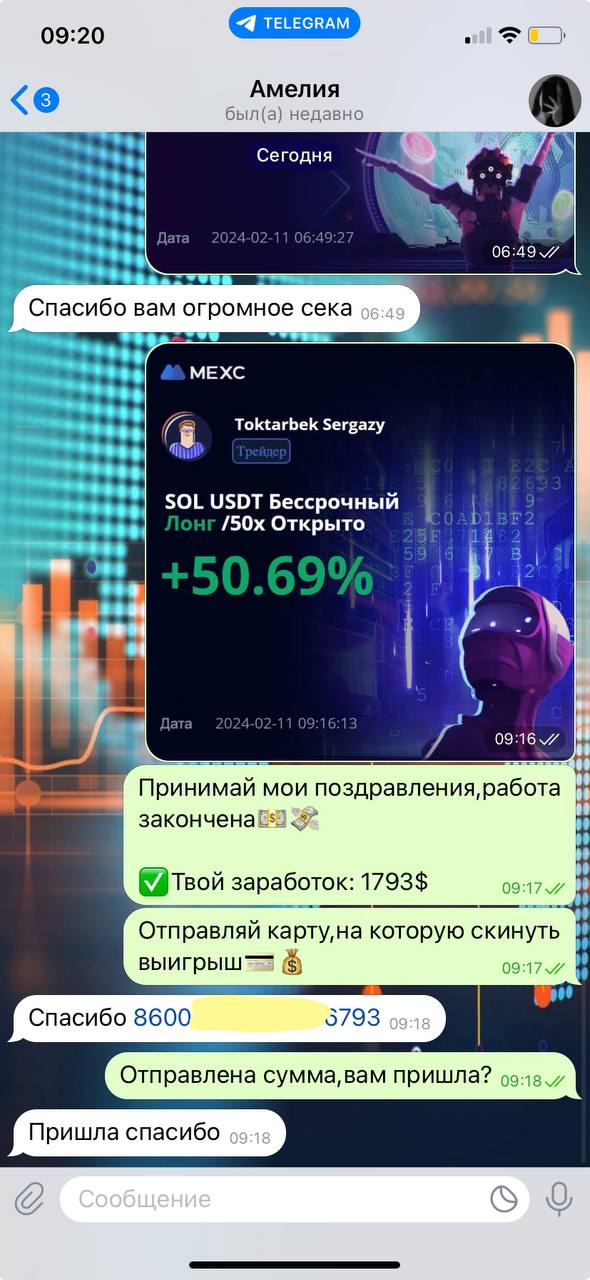 09:20
TELEGRAM
3
Амелия
был(а) недавно
Сегодня
Дата 2024-02-11 06:49:27
06:49
Спасибо вам огромное сека 06:49
MEXC
Toktarbek Sergazy
Трейдер
SOL USDT Бессрочный
Лонг /50x Открыто
+50.69%
Дата 2024-02-11 09:16:13
09:16
Принимай мои поздравления,работа
закончена💵💸
✅Твой заработок: 1793$ 09:17
Отправляй карту,на которую скинуть
выигрыш💳💰 09:17
Спасибо 8600 6793 09:18
Отправлена сумма,вам пришла? 09:18
Пришла спасибо 09:18
Сообщение